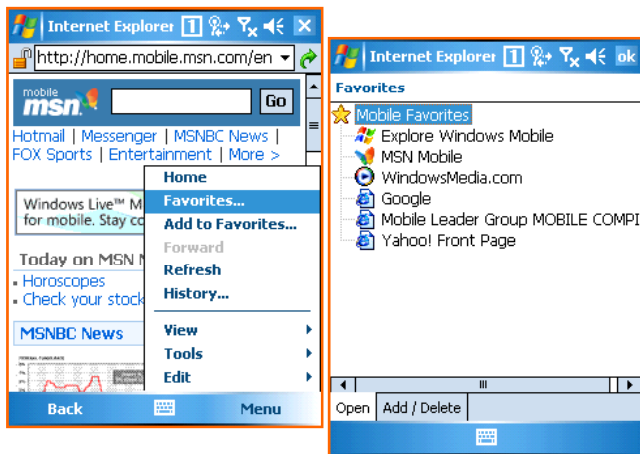 Internet Explorer
http://home.mobile.msn.com/en
mobile
msn
Go
Hotmail | Messenger | MSNBC News |
FOX Sports | Entertainment | More >
Windows Live™ M
for mobile. Stay co
Today on MSN M
Horoscopes
Check your stock
MSNBC News
Home
Favorites...
Add to Favorites...
Forward
Refresh
History...
View
Tools
Edit
Back
Menu
Internet Explorer
ok
Favorites
Mobile Favorites
Explore Windows Mobile
MSN Mobile
WindowsMedia.com
Google
Mobile Leader Group MOBILE COMPI
Yahoo! Front Page
Open
Add / Delete